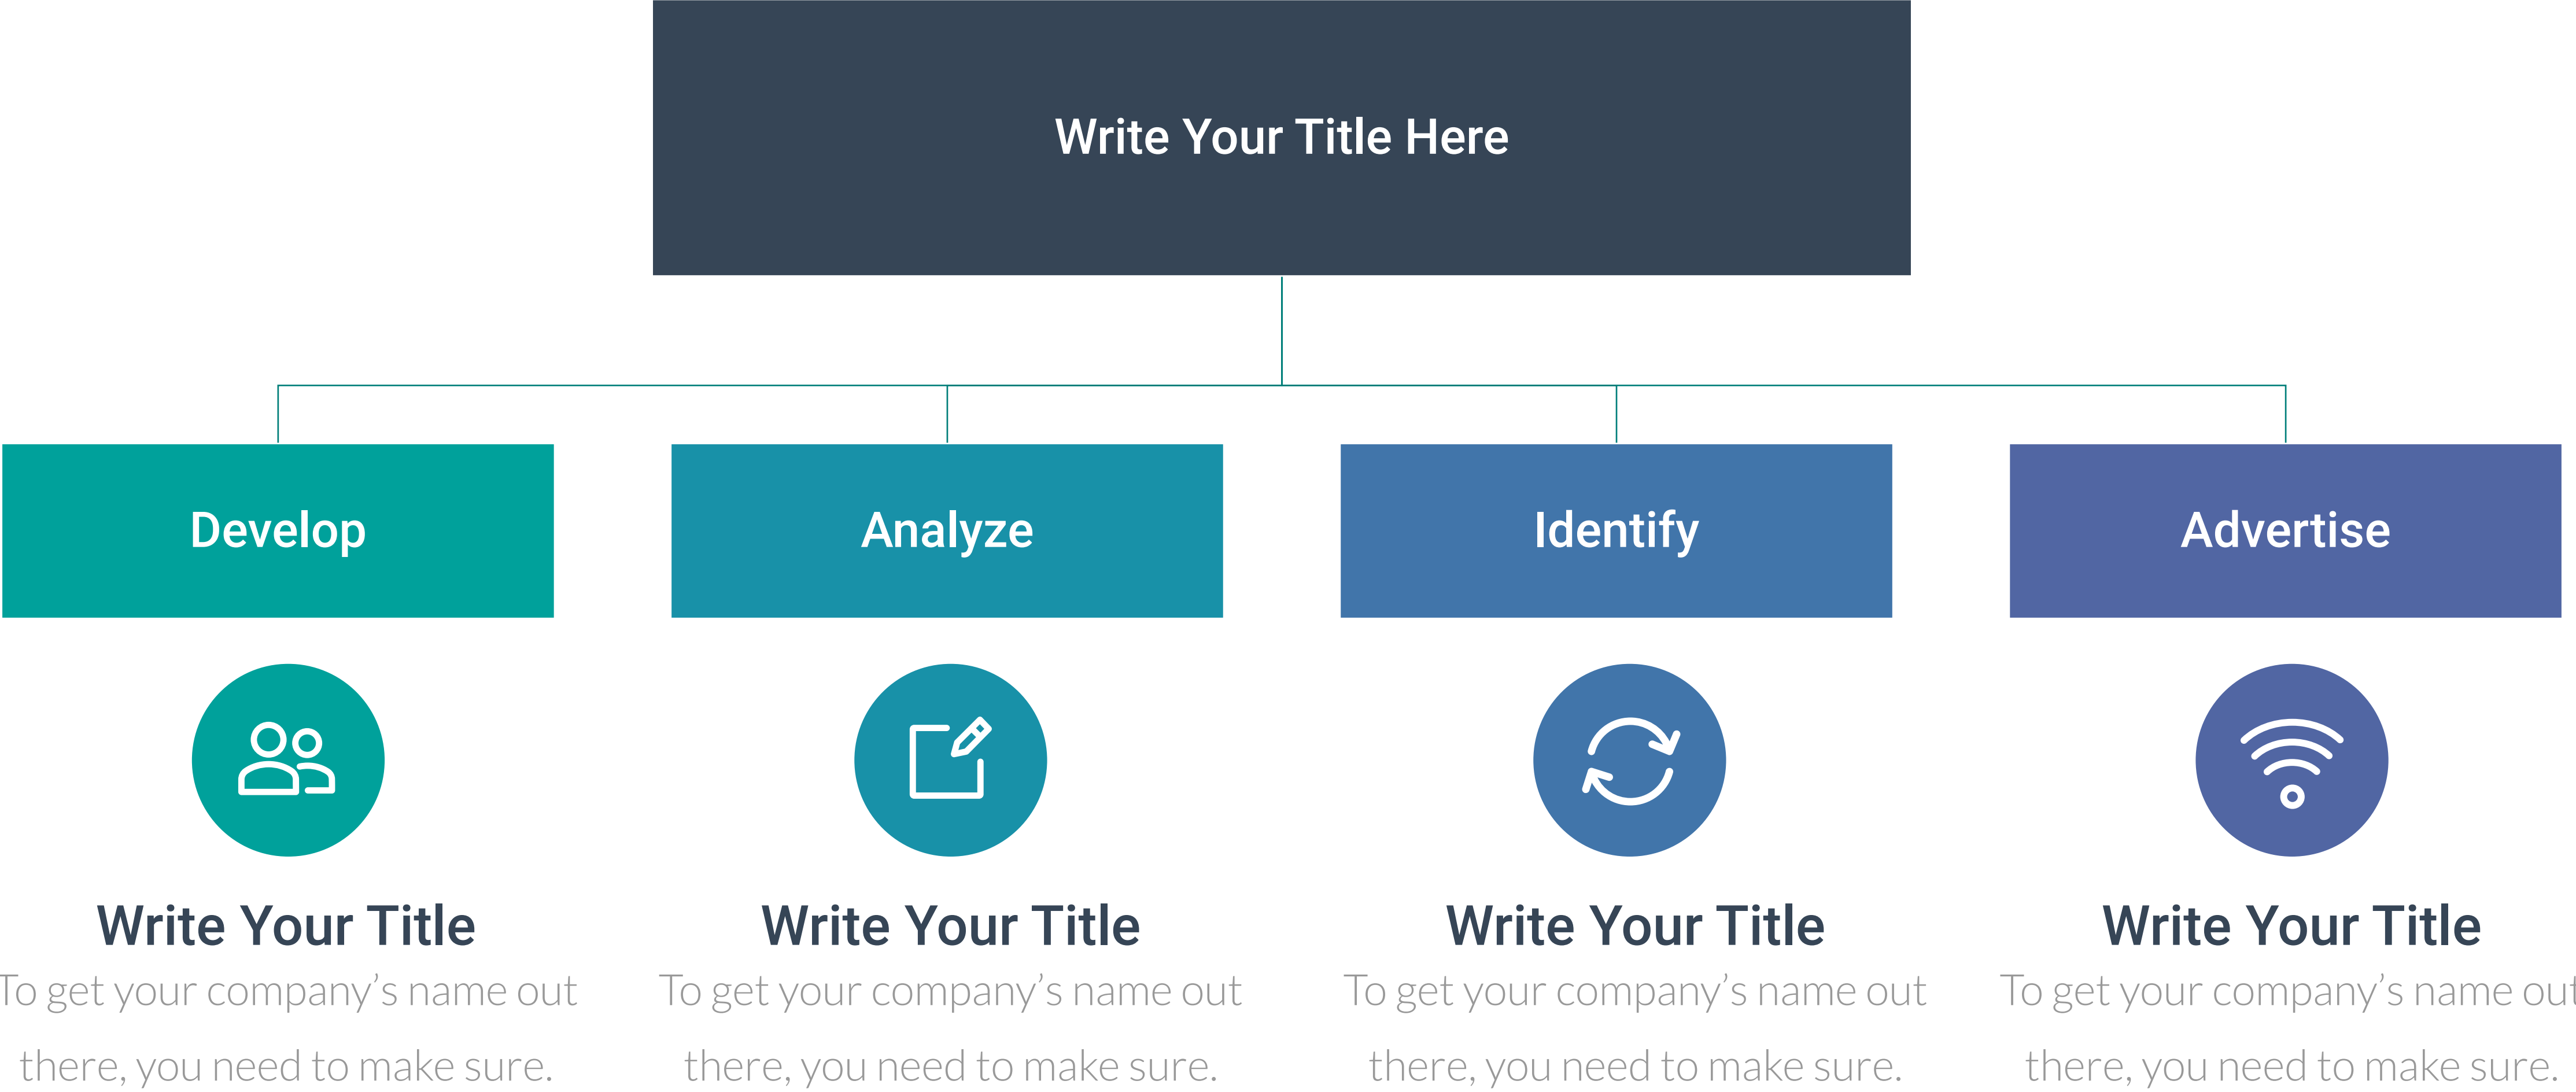 Write Your Title Here
Develop
Analyze
Identify
Advertise
Write Your Title
To get your company’s name out
there, you need to make sure.
Write Your Title
To get your company’s name out
there, you need to make sure.
Write Your Title
To get your company’s name out
there, you need to make sure.
Write Your Title
To get your company’s name out
there, you need to make sure.